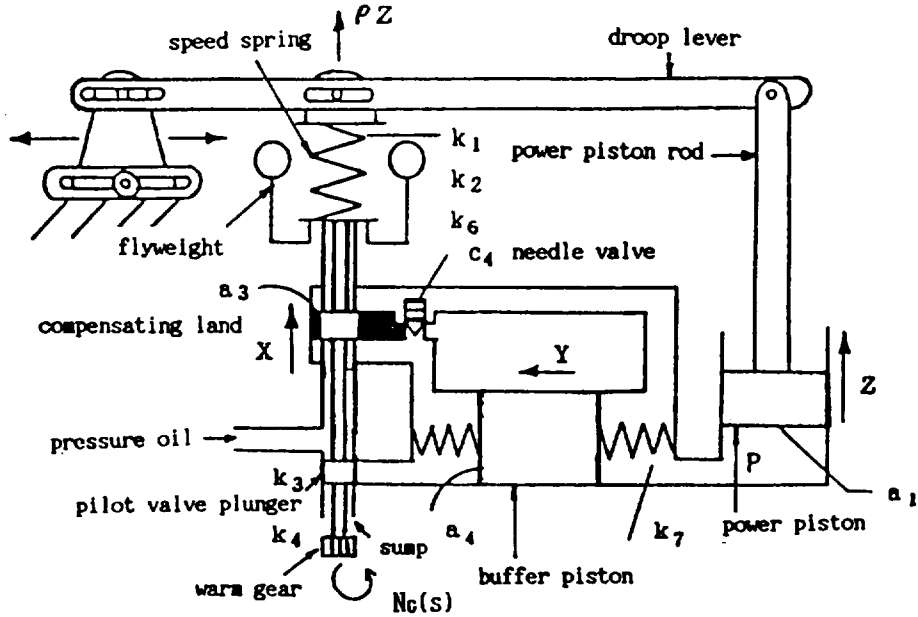 ρZ
speed spring
droop lever
k1
power piston rod
k2
flyweight
k6
C4 needle valve
a3
compensating land
X
Y
Z
pressure oil
k3
P
pilot valve plunger
a4
k7
a1
power piston
k4
sump
buffer piston
warm gear
NG(s)